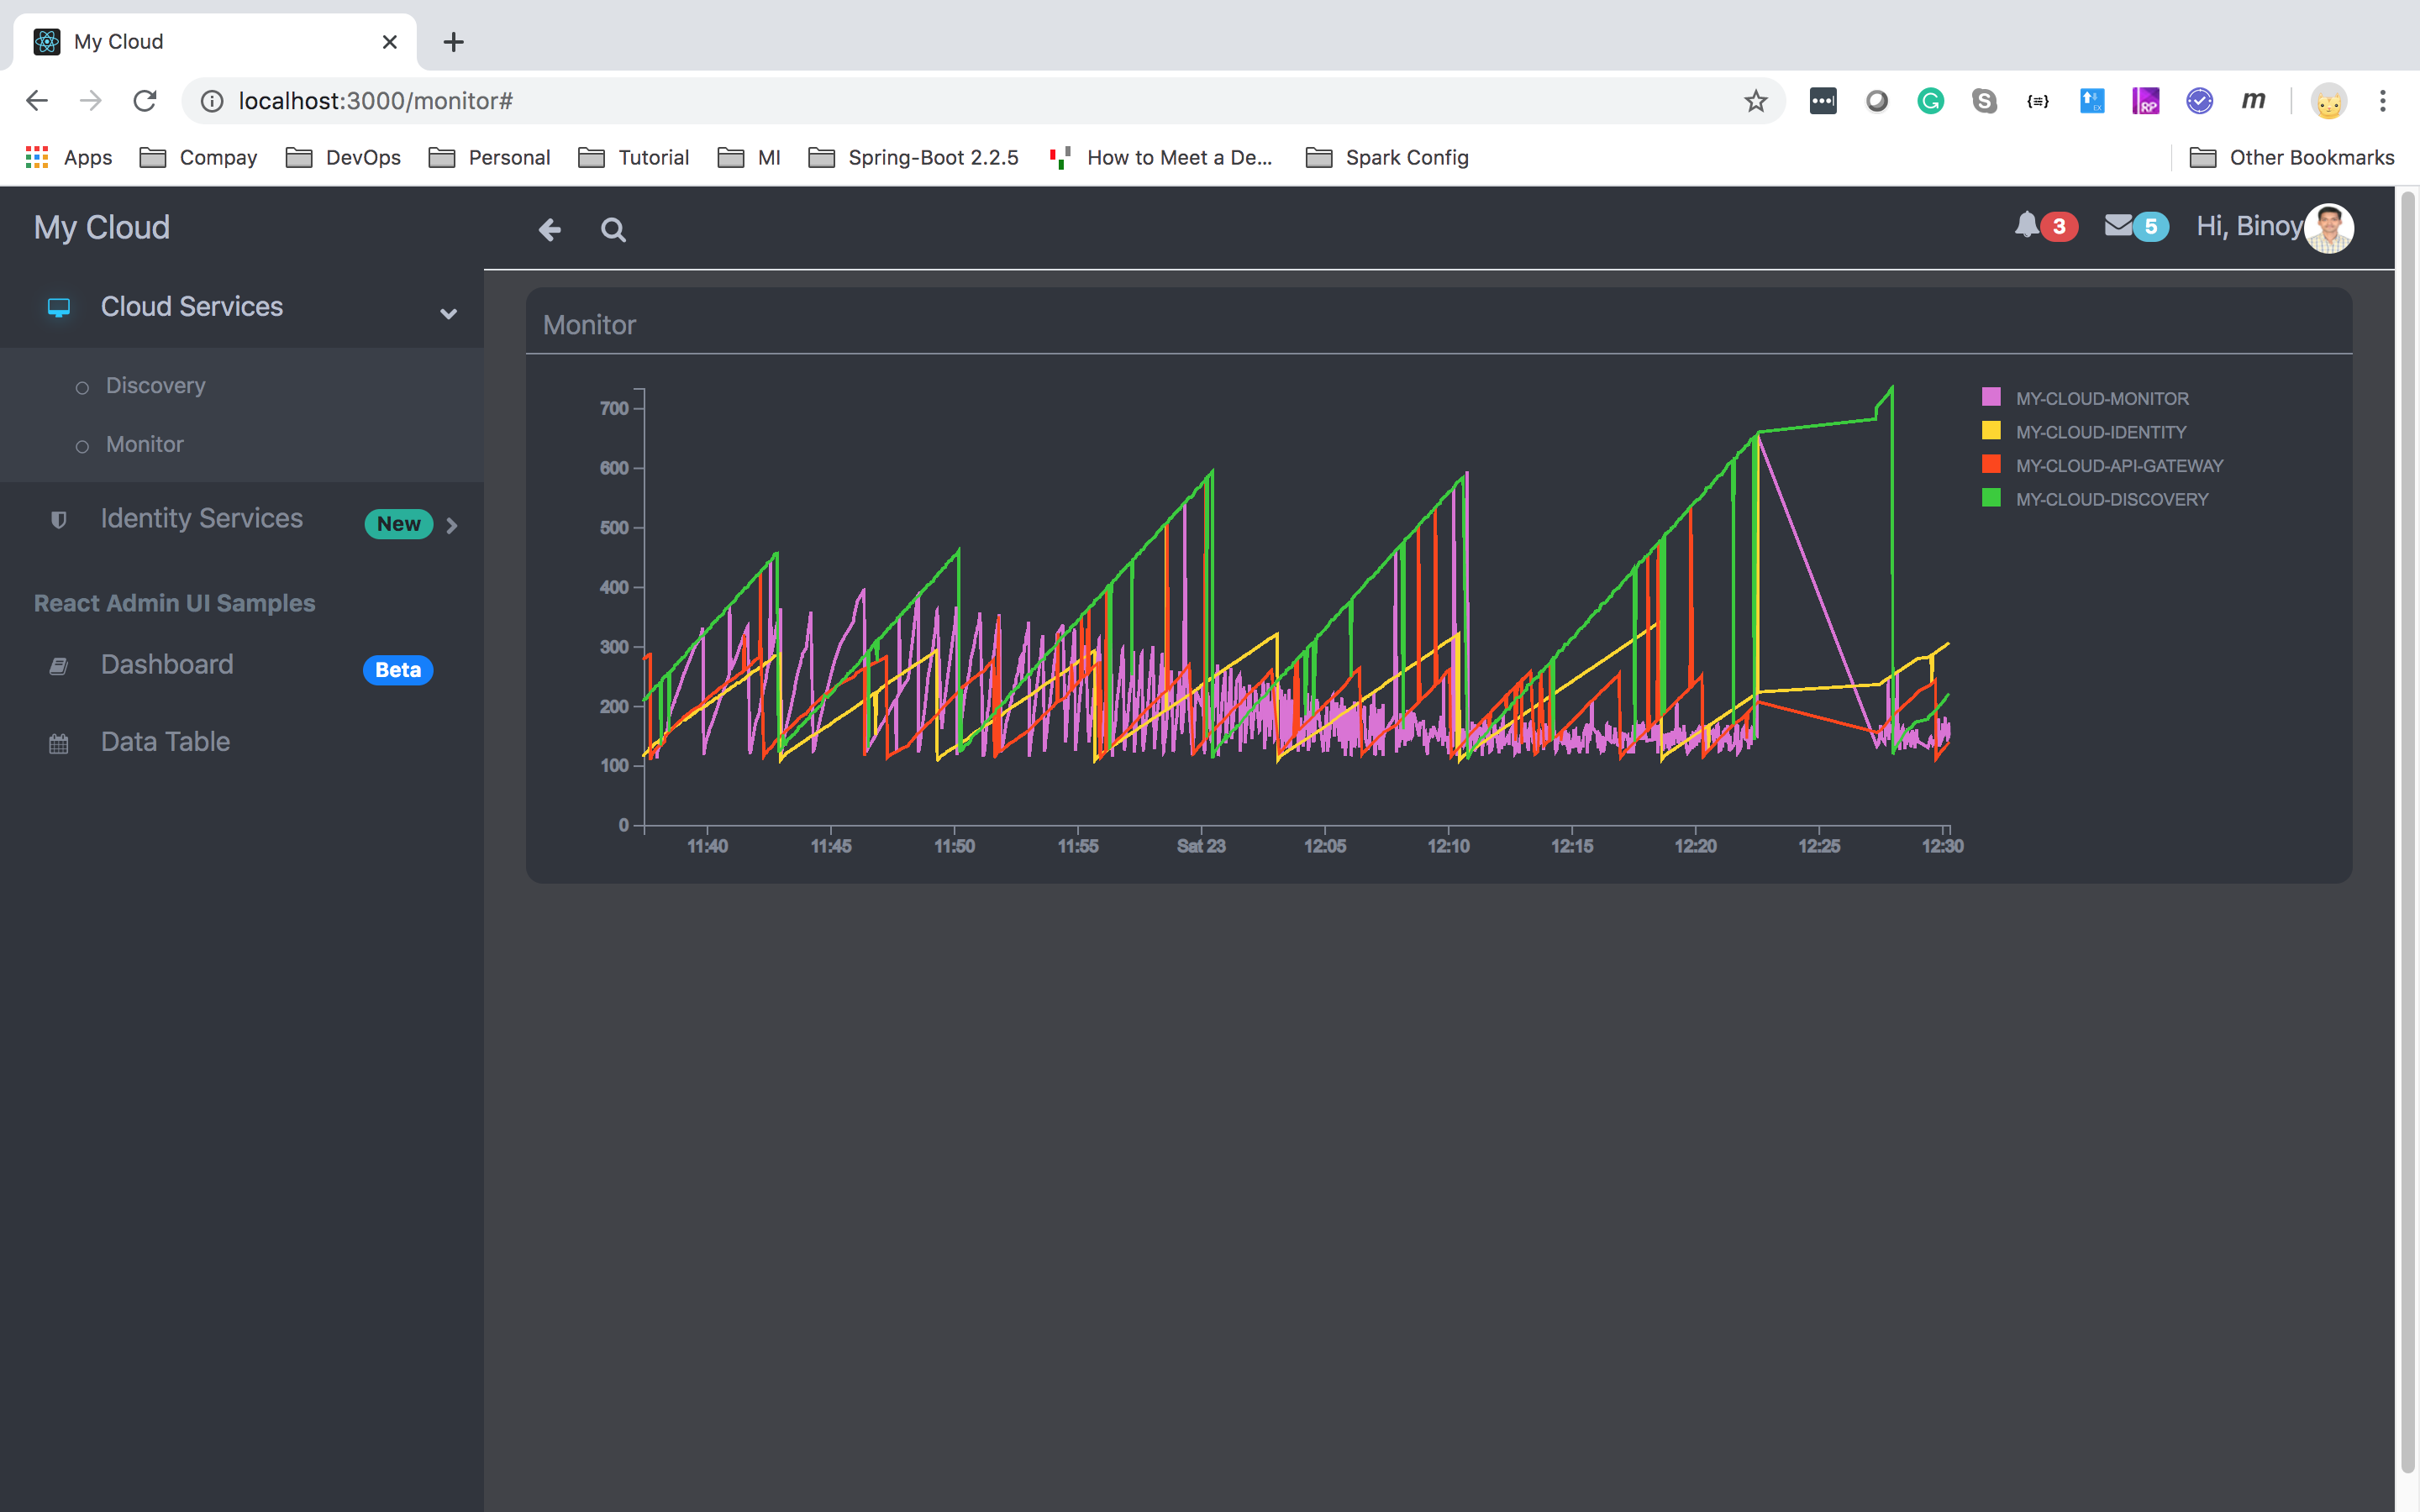 My Cloud
localhost:3000/monitor#
Apps Compay DevOps Personal Tutorial MI Spring-Boot 2.2.5 How to Meet a De... Spark Config Other Bookmarks
My Cloud
3 5 Hi, Binoy
Cloud Services
Discovery
Monitor
Identity Services New
React Admin UI Samples
Dashboard Beta
Data Table
Monitor
700
600
500
400
300
200
100
0
11:40 11:45 11:50 11:55 Sat 23 12:05 12:10 12:15 12:20 12:25 12:30
MY-CLOUD-MONITOR
MY-CLOUD-IDENTITY
MY-CLOUD-API-GATEWAY
MY-CLOUD-DISCOVERY